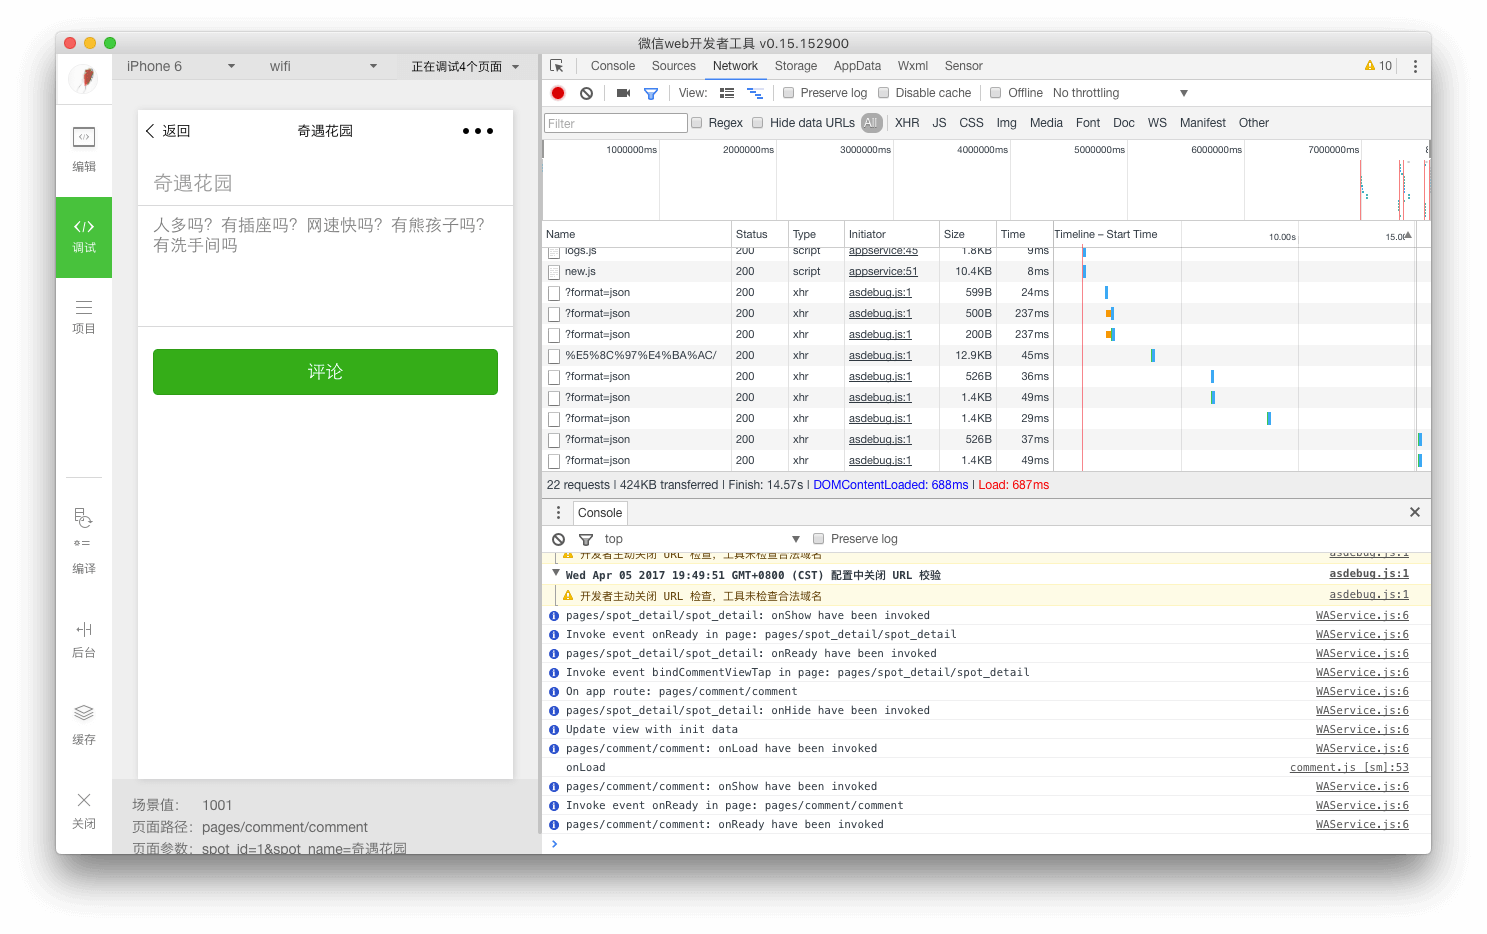 微信web开发者工具 v0.15.152900
iPhone 6
wifi
正在调试4个页面
编辑
调试
项目
编译
后台
缓存
关闭
返回
奇遇花园
奇遇花园
人多吗？有插座吗？网速快吗？有熊孩子吗？
有洗手间吗
评论
场景值： 1001
页面路径： pages/comment/comment
页面参数： spot_id=1&spot_name=奇遇花园
Console Sources Network Storage AppData Wxml Sensor 10
View: Preserve log Disable cache Offline No throttling
Filter Regex Hide data URLs All XHR JS CSS Img Media Font Doc WS Manifest Other
1000000ms 2000000ms 3000000ms 4000000ms 5000000ms 6000000ms 7000000ms 8
Name Status Type Initiator Size Time Timeline – Start Time 10.00s 15.0
logs.js 200 script appservice:45 1.8KB 9ms
new.js 200 script appservice:51 10.4KB 8ms
?format=json 200 xhr asdebug.js:1 599B 24ms
?format=json 200 xhr asdebug.js:1 500B 237ms
?format=json 200 xhr asdebug.js:1 200B 237ms
%E5%8C%97%E4%BA%AC/ 200 xhr asdebug.js:1 12.9KB 45ms
?format=json 200 xhr asdebug.js:1 526B 36ms
?format=json 200 xhr asdebug.js:1 1.4KB 49ms
?format=json 200 xhr asdebug.js:1 1.4KB 29ms
?format=json 200 xhr asdebug.js:1 526B 37ms
?format=json 200 xhr asdebug.js:1 1.4KB 49ms
22 requests | 424KB transferred | Finish: 14.57s | DOMContentLoaded: 688ms | Load: 687ms
Console
top Preserve log
开发者主动关闭 URL 检查，工具未检查合法域名 asdebug.js:1
Wed Apr 05 2017 19:49:51 GMT+0800 (CST) 配置中关闭 URL 校验 asdebug.js:1
开发者主动关闭 URL 检查，工具未检查合法域名 asdebug.js:1
pages/spot_detail/spot_detail: onShow have been invoked WAService.js:6
Invoke event onReady in page: pages/spot_detail/spot_detail WAService.js:6
pages/spot_detail/spot_detail: onReady have been invoked WAService.js:6
Invoke event bindCommentViewTap in page: pages/spot_detail/spot_detail WAService.js:6
On app route: pages/comment/comment WAService.js:6
pages/spot_detail/spot_detail: onHide have been invoked WAService.js:6
Update view with init data WAService.js:6
pages/comment/comment: onLoad have been invoked WAService.js:6
onLoad comment.js [sm]:53
pages/comment/comment: onShow have been invoked WAService.js:6
Invoke event onReady in page: pages/comment/comment WAService.js:6
pages/comment/comment: onReady have been invoked WAService.js:6